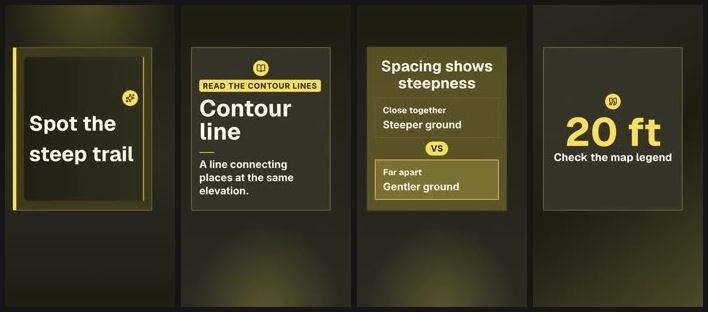 Spot the
steep trail
READ THE CONTOUR LINES
Contour
line
A line connecting
places at the same
elevation.
Spacing shows
steepness
Close together
Steeper ground
VS
Far apart
Gentler ground
20 ft
Check the map legend